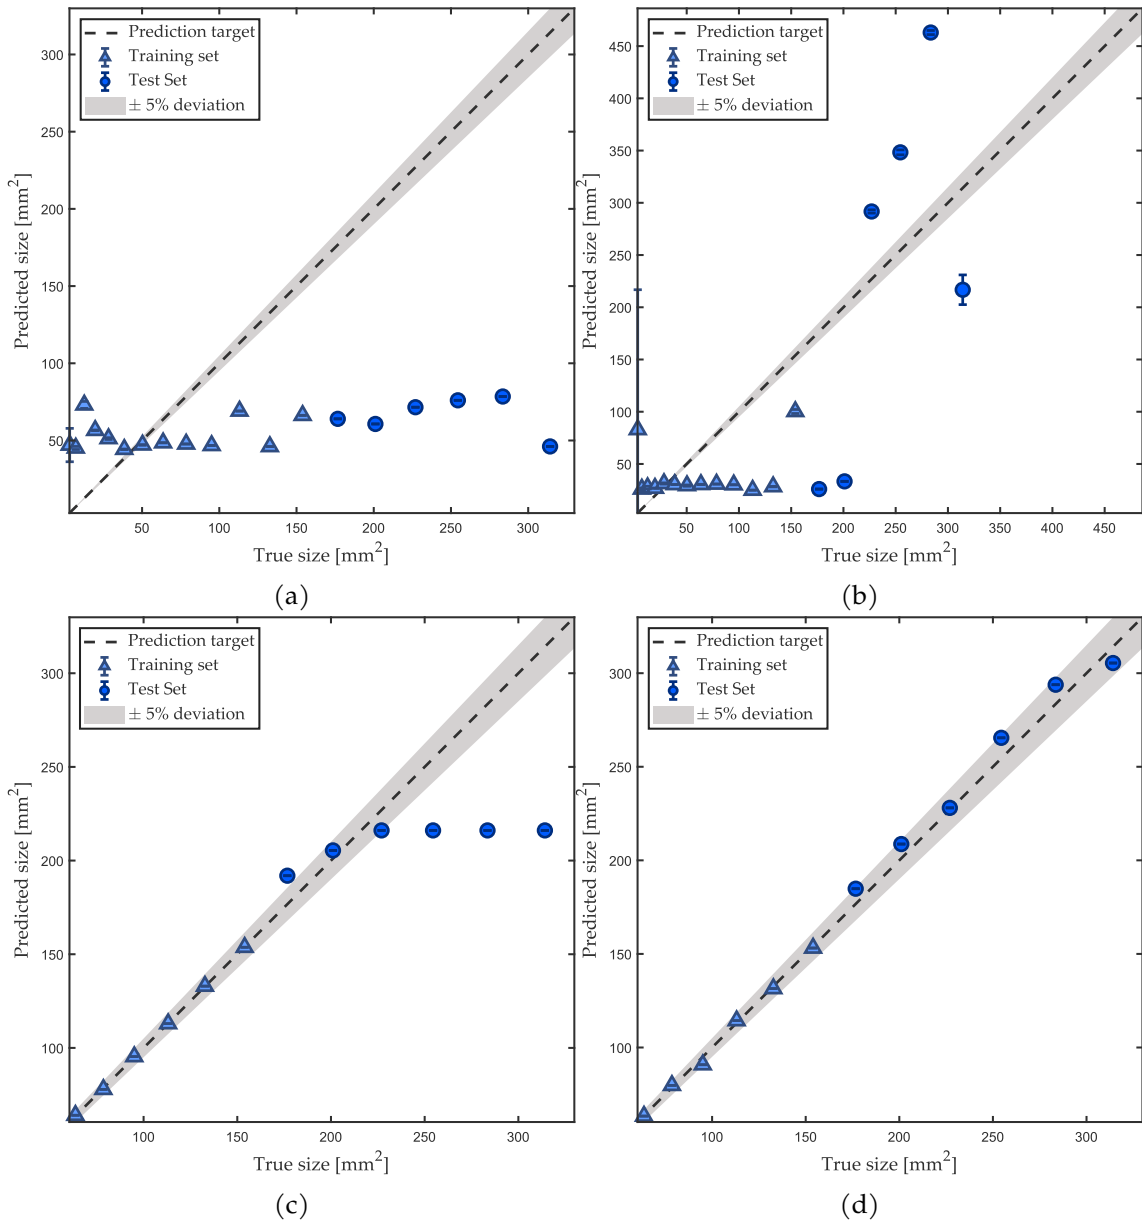 Prediction target
Training set
Test Set
± 5% deviation
300
250
200
150
100
50
50 100 150 200 250 300
Predicted size [mm²]
True size [mm²]
(a)
Prediction target
Training set
Test Set
± 5% deviation
450
400
350
300
250
200
150
100
50
50 100 150 200 250 300 350 400 450
Predicted size [mm²]
True size [mm²]
(b)
Prediction target
Training set
Test Set
± 5% deviation
300
250
200
150
100
100 150 200 250 300
Predicted size [mm²]
True size [mm²]
(c)
Prediction target
Training set
Test Set
± 5% deviation
300
250
200
150
100
100 150 200 250 300
Predicted size [mm²]
True size [mm²]
(d)